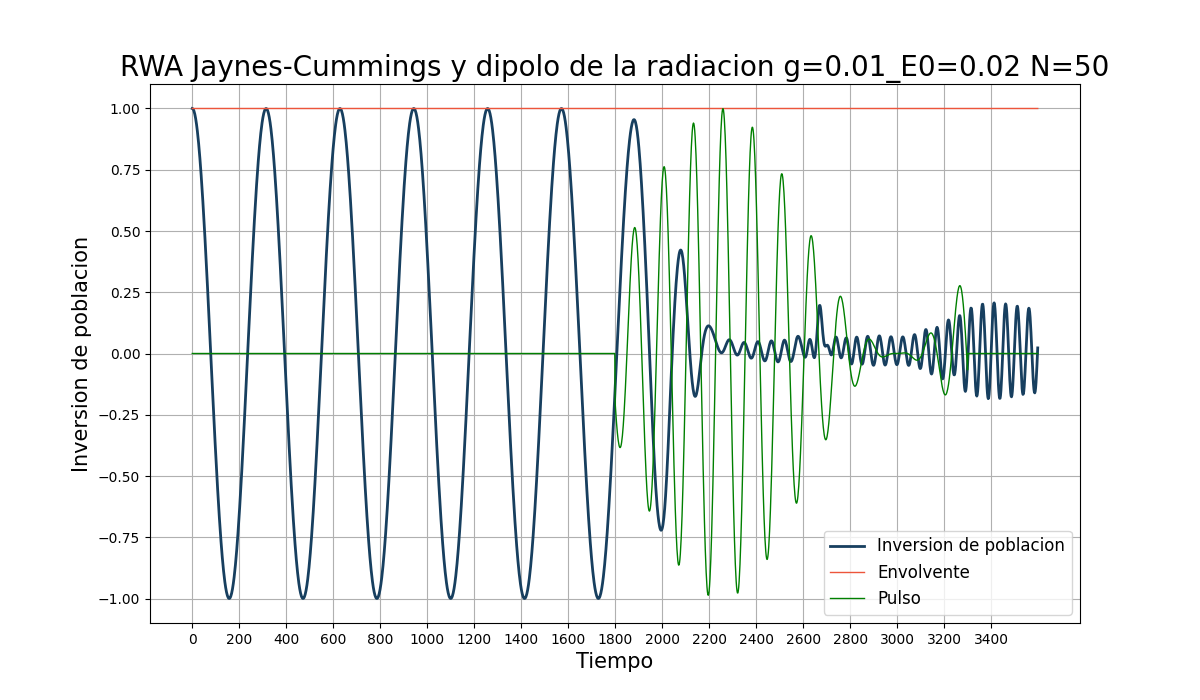 RWA Jaynes-Cummings y dipolo de la radiacion g=0.01_E0=0.02 N=50
Inversion de poblacion
1.00
0.75
0.50
0.25
0.00
−0.25
−0.50
−0.75
−1.00
Inversion de poblacion
Envolvente
Pulso
0 200 400 600 800 1000 1200 1400 1600 1800 2000 2200 2400 2600 2800 3000 3200 3400
Tiempo